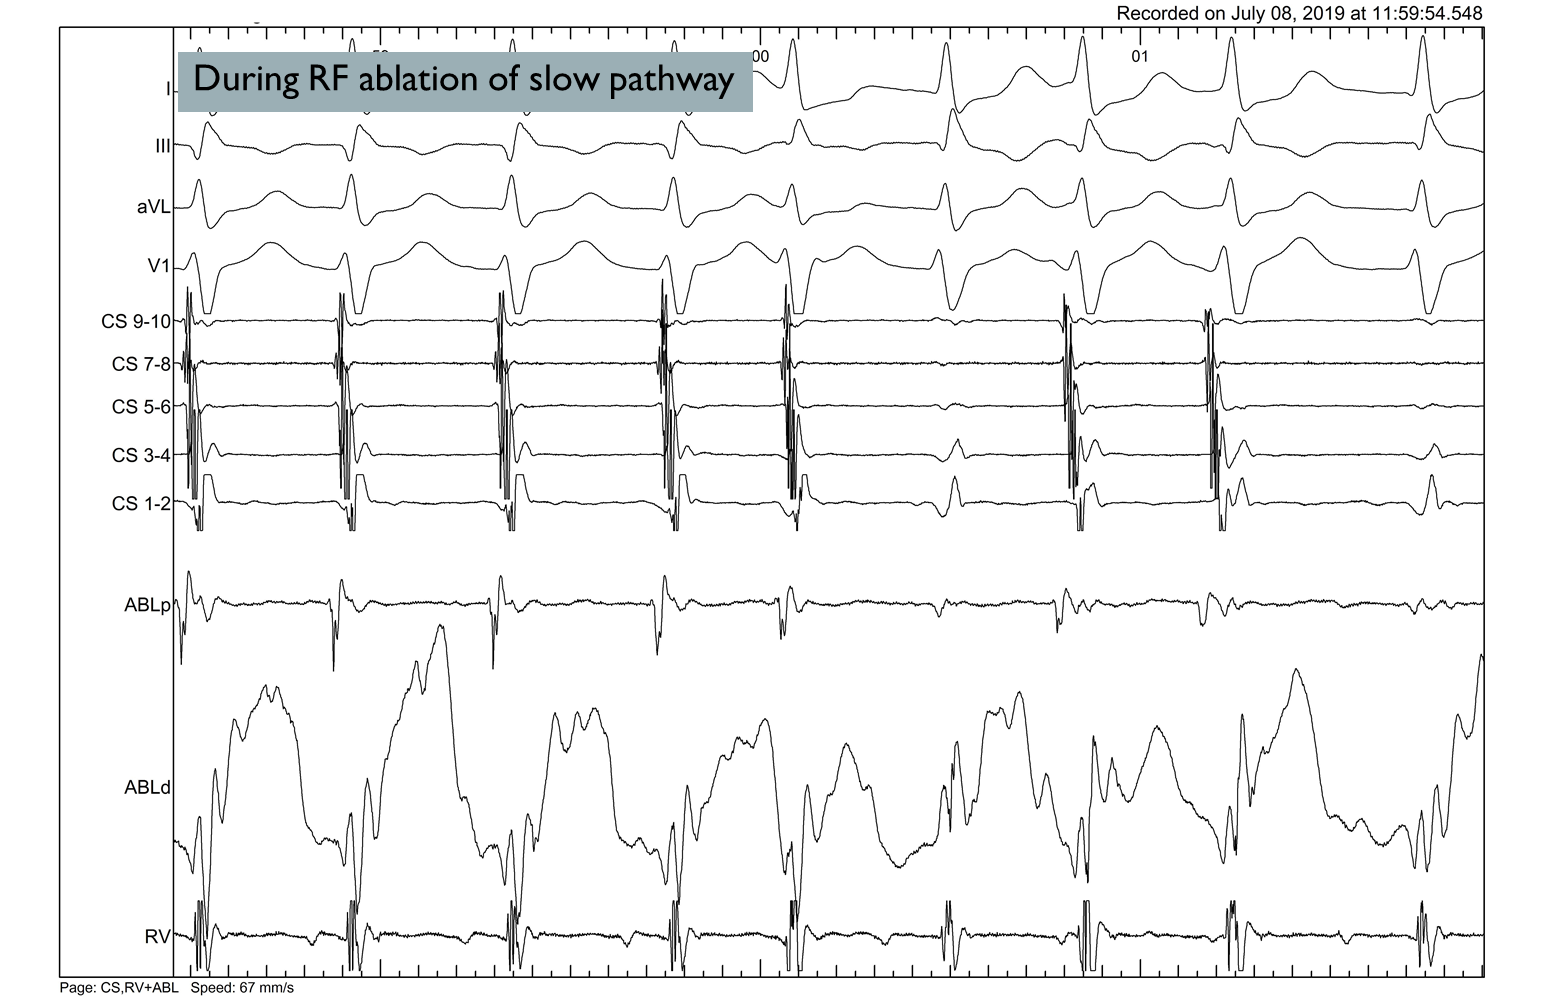 Recorded on July 08, 2019 at 11:59:54.548
During RF ablation of slow pathway
00
01
I
III
aVL
V1
CS 9-10
CS 7-8
CS 5-6
CS 3-4
CS 1-2
ABLp
ABLd
RV
Page: CS,RV+ABL Speed: 67 mm/s